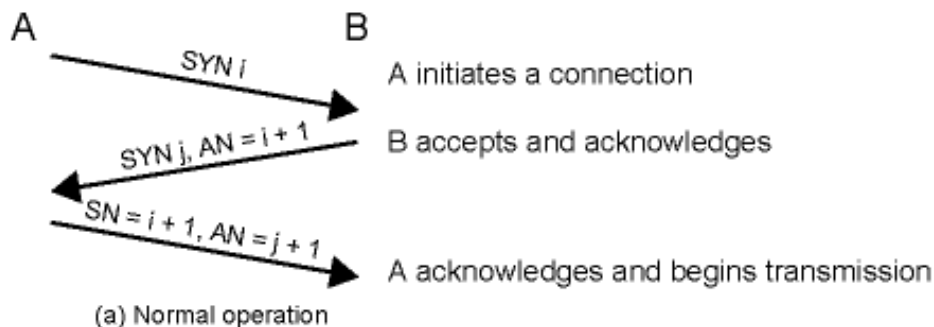 A B
SYN i
A initiates a connection
SYN j, AN = i + 1
B accepts and acknowledges
SN = i + 1, AN = j + 1
A acknowledges and begins transmission
(a) Normal operation